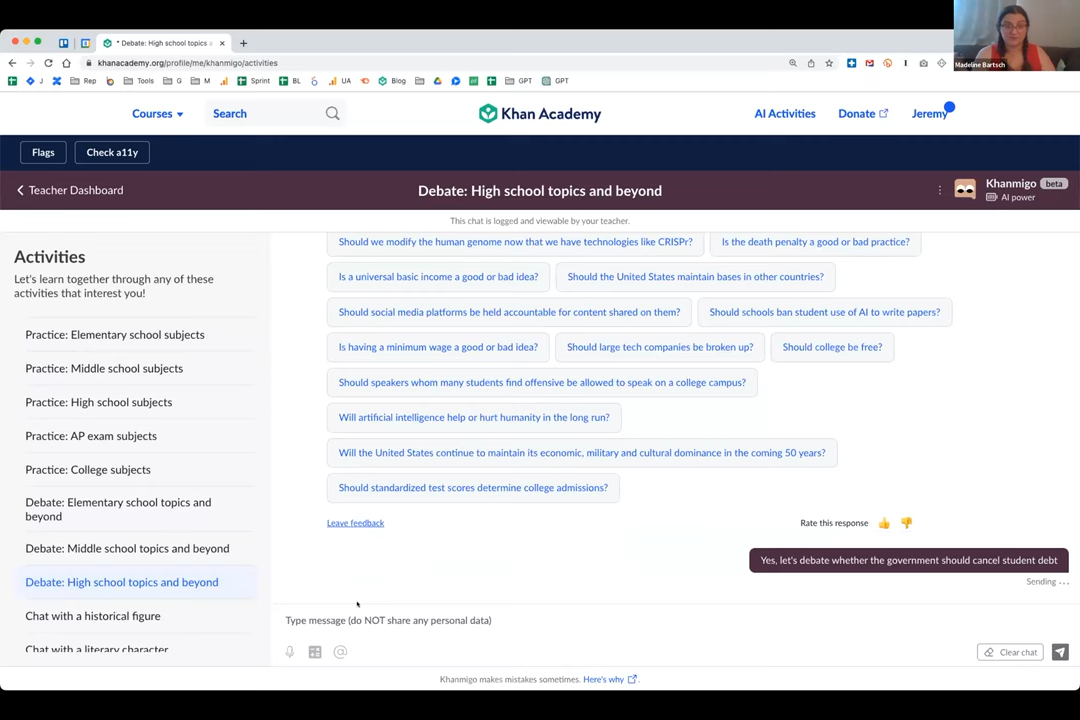 * Debate: High school topics a
khanacademy.org/profile/me/khanmigo/activities
J
Rep
Tools
G
M
Sprint
BL
UA
Blog
GPT
GPT
Madeline Bartsch
Courses
Search
Khan Academy
AI Activities
Donate
Jeremy
Flags
Check a11y
Teacher Dashboard
Debate: High school topics and beyond
Khanmigo beta
AI power
This chat is logged and viewable by your teacher.
Activities
Let's learn together through any of these
activities that interest you!
Practice: Elementary school subjects
Practice: Middle school subjects
Practice: High school subjects
Practice: AP exam subjects
Practice: College subjects
Debate: Elementary school topics and
beyond
Debate: Middle school topics and beyond
Debate: High school topics and beyond
Chat with a historical figure
Chat with a literary character
Should we modify the human genome now that we have technologies like CRISPr?
Is the death penalty a good or bad practice?
Is a universal basic income a good or bad idea?
Should the United States maintain bases in other countries?
Should social media platforms be held accountable for content shared on them?
Should schools ban student use of AI to write papers?
Is having a minimum wage a good or bad idea?
Should large tech companies be broken up?
Should college be free?
Should speakers whom many students find offensive be allowed to speak on a college campus?
Will artificial intelligence help or hurt humanity in the long run?
Will the United States continue to maintain its economic, military and cultural dominance in the coming 50 years?
Should standardized test scores determine college admissions?
Leave feedback
Rate this response
Yes, let's debate whether the government should cancel student debt
Sending ...
Type message (do NOT share any personal data)
Clear chat
Khanmigo makes mistakes sometimes. Here's why.